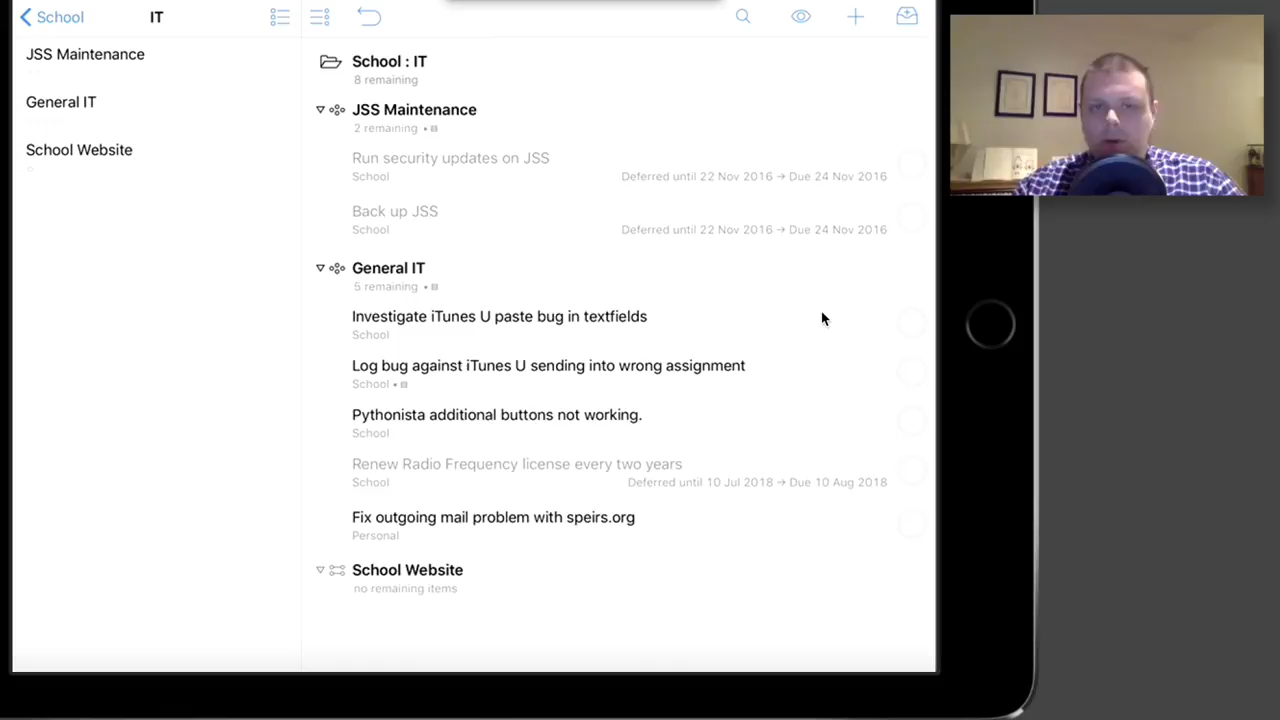 School
IT
JSS Maintenance
General IT
School Website
School : IT
8 remaining
JSS Maintenance
2 remaining •
Run security updates on JSS
School
Deferred until 22 Nov 2016 → Due 24 Nov 2016
Back up JSS
School
Deferred until 22 Nov 2016 → Due 24 Nov 2016
General IT
5 remaining •
Investigate iTunes U paste bug in textfields
School
Log bug against iTunes U sending into wrong assignment
School •
Pythonista additional buttons not working.
School
Renew Radio Frequency license every two years
School
Deferred until 10 Jul 2018 → Due 10 Aug 2018
Fix outgoing mail problem with speirs.org
Personal
School Website
no remaining items